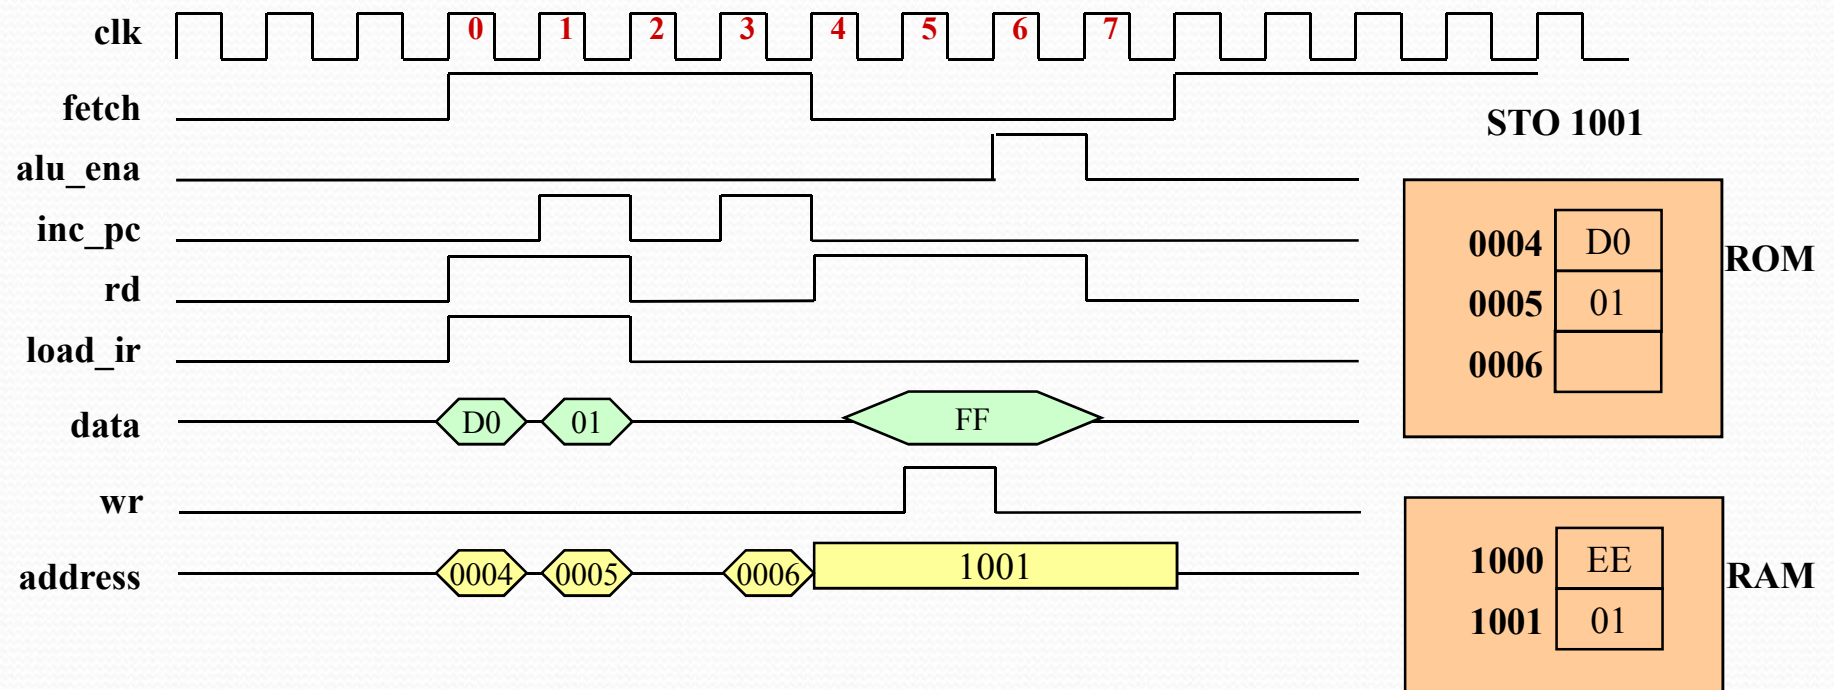 clk 0 1 2 3 4 5 6 7
fetch
STO 1001
alu_ena
inc_pc
0004 D0
ROM
rd
0005 01
load_ir
0006
data D0 01 FF
wr
1000 EE
RAM
address 0004 0005 0006 1001
1001 01